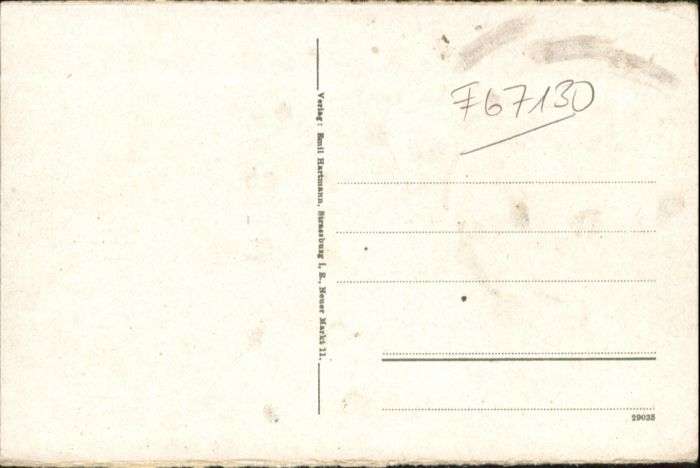 F67130
Verlag: Emil Hartmann, Strassburg i. E., Neuer Markt 11.
29035